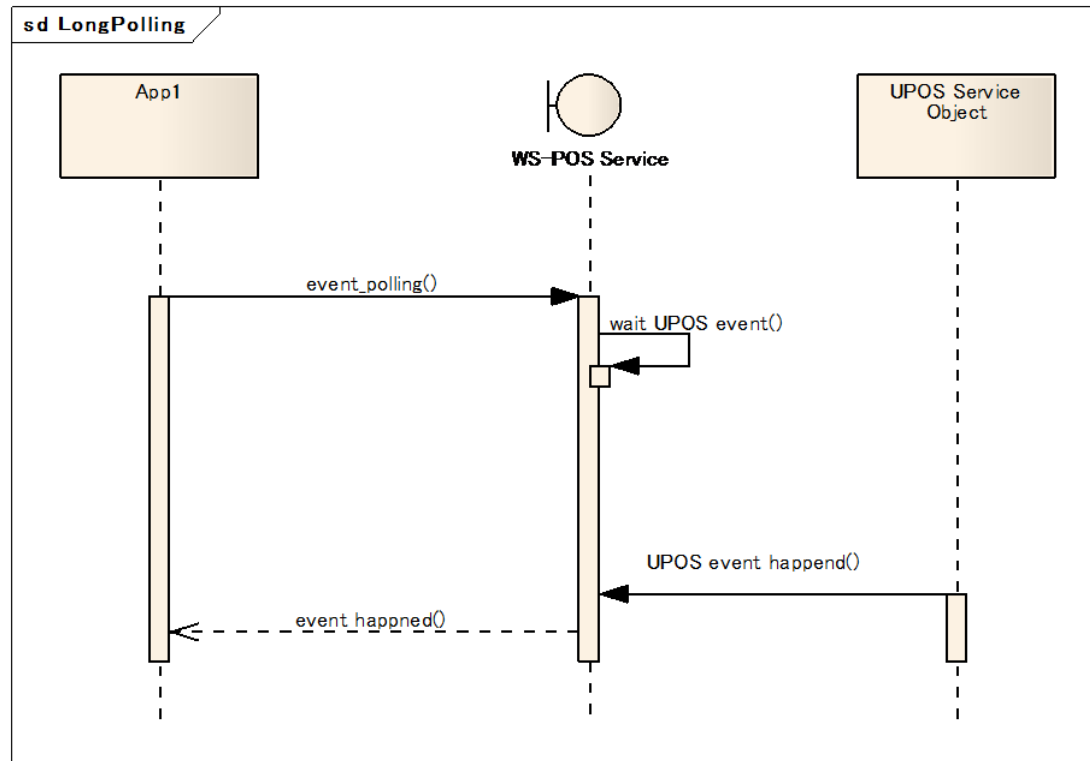 sd LongPolling
App1
WS-POS Service
UPOS Service
Object
event_polling()
wait UPOS event()
UPOS event happend()
event happned()